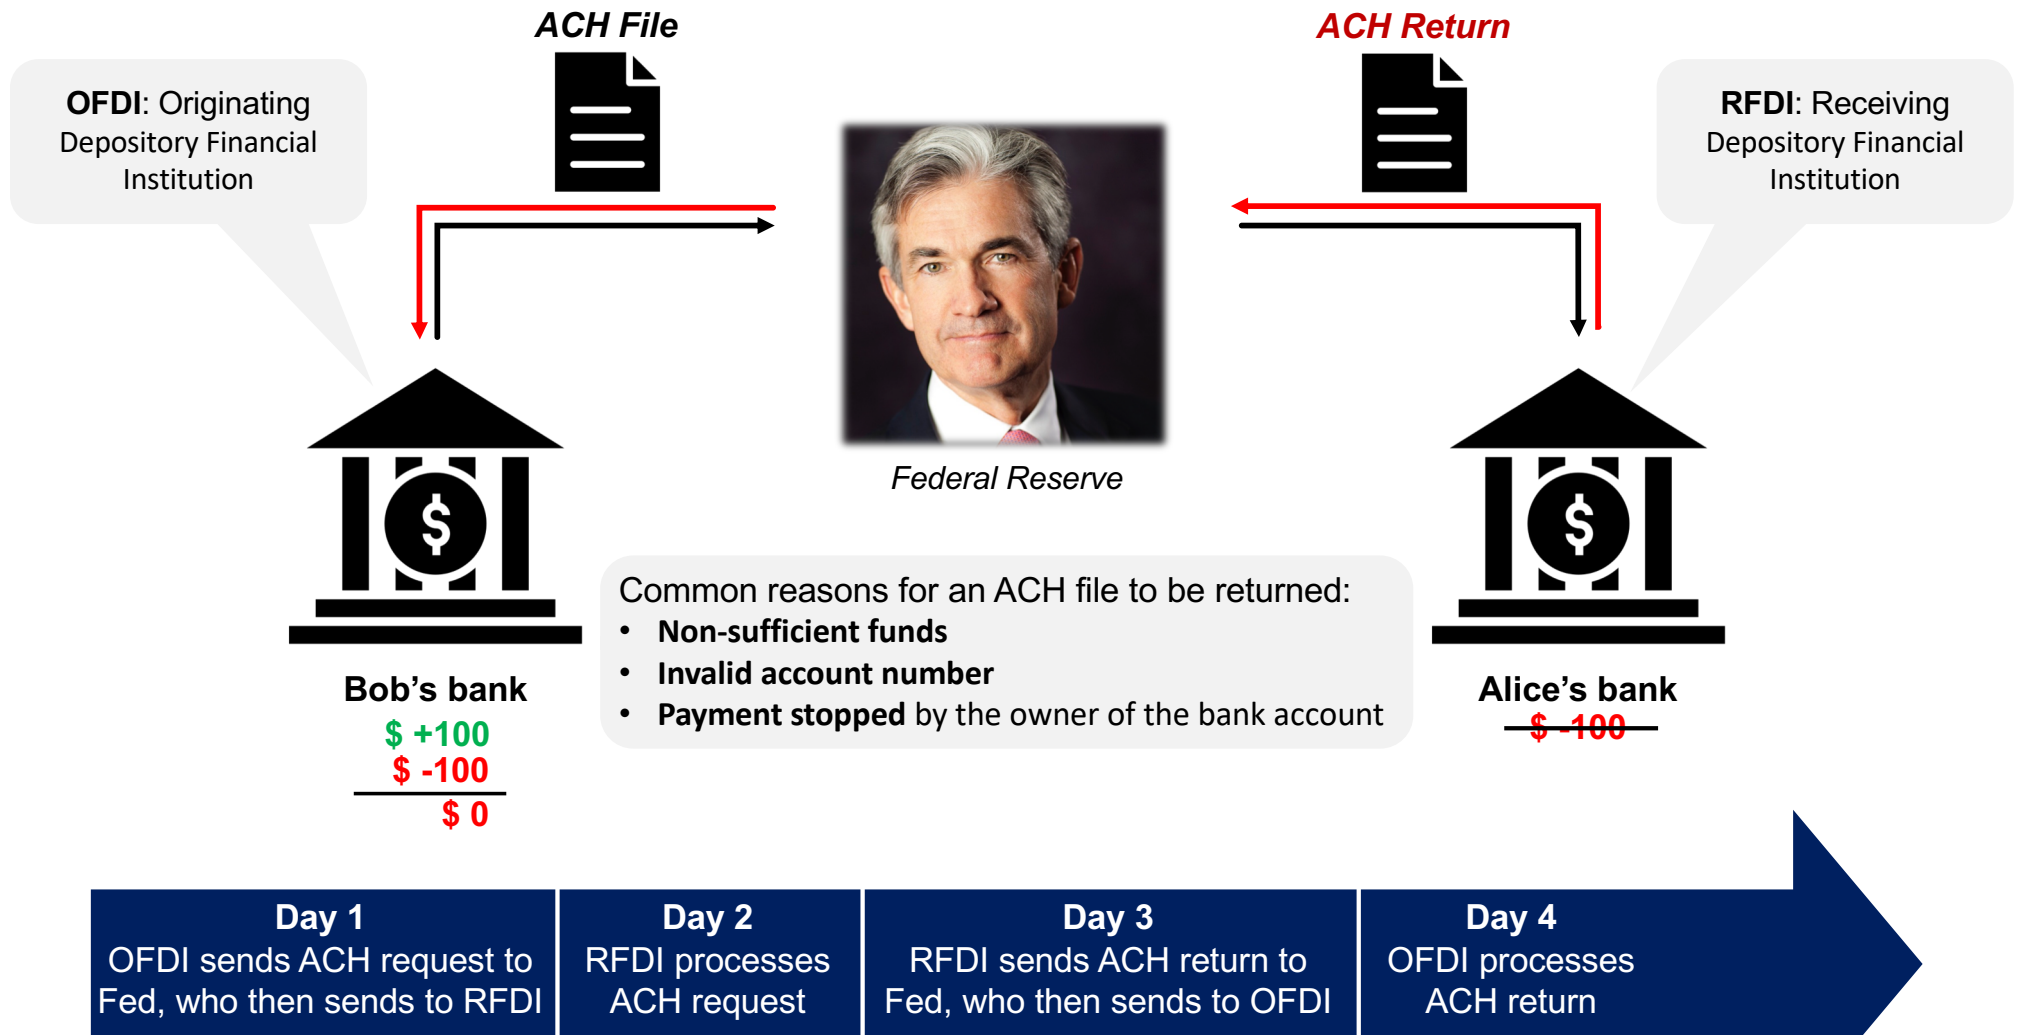 ACH File
ACH Return
OFDI: Originating
Depository Financial
Institution
RFDI: Receiving
Depository Financial
Institution
Federal Reserve
$
$
Common reasons for an ACH file to be returned:
• Non-sufficient funds
• Invalid account number
• Payment stopped by the owner of the bank account
Bob’s bank
$ +100
$ -100
$ 0
Alice’s bank
$ -100
Day 1
OFDI sends ACH request to
Fed, who then sends to RFDI
Day 2
RFDI processes
ACH request
Day 3
RFDI sends ACH return to
Fed, who then sends to OFDI
Day 4
OFDI processes
ACH return